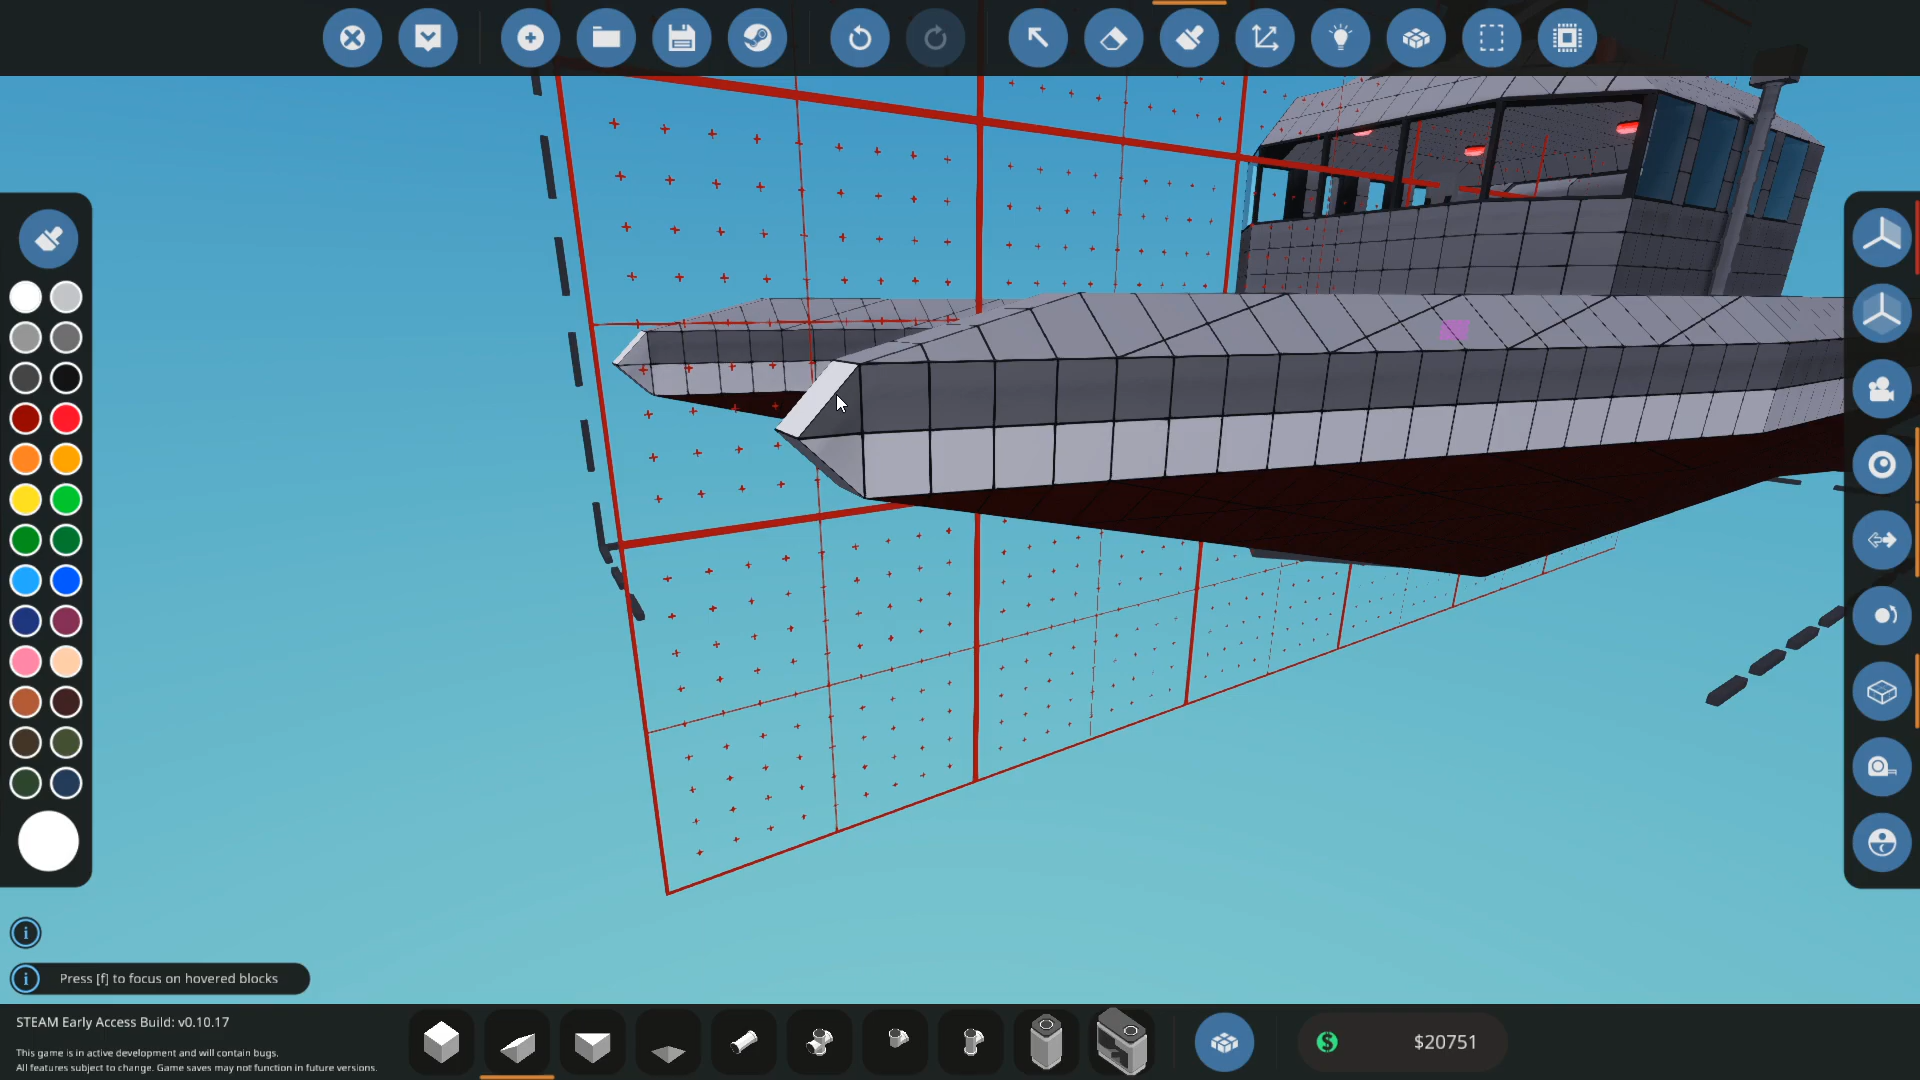 Press [f] to focus on hovered blocks
STEAM Early Access Build: v0.10.17
This game is in active development and will contain bugs.
All features subject to change. Game saves may not function in future versions.
$20751